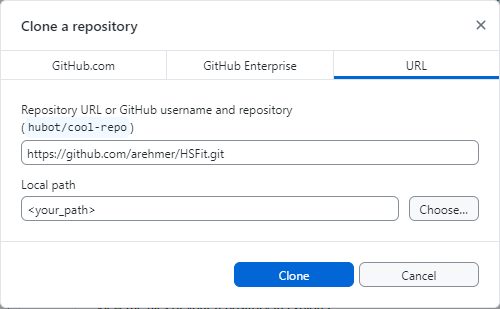 Clone a repository
GitHub.com
GitHub Enterprise
URL
Repository URL or GitHub username and repository
( hubot/cool-repo )
https://github.com/arehmer/HSFit.git
Local path
<your_path>
Choose...
Clone
Cancel